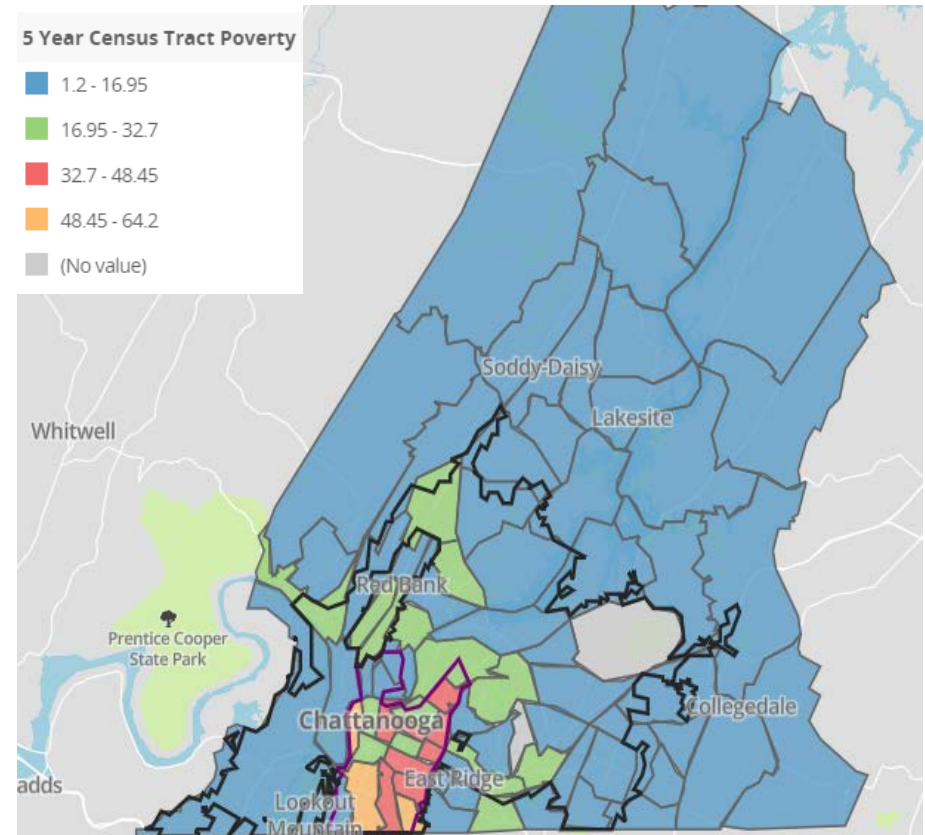 5 Year Census Tract Poverty
1.2 - 16.95
16.95 - 32.7
32.7 - 48.45
48.45 - 64.2
(No value)
Soddy-Daisy
Lakesite
Whitwell
Red Bank
Prentice Cooper
State Park
Chattanooga
Collegedale
East Ridge
adds
Lookout
Mountain